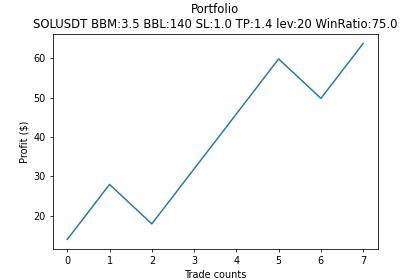 Portfolio
SOLUSDT BBM:3.5 BBL:140 SL:1.0 TP:1.4 lev:20 WinRatio:75.0
60
50
40
30
20
Profit ($)
0 1 2 3 4 5 6 7
Trade counts